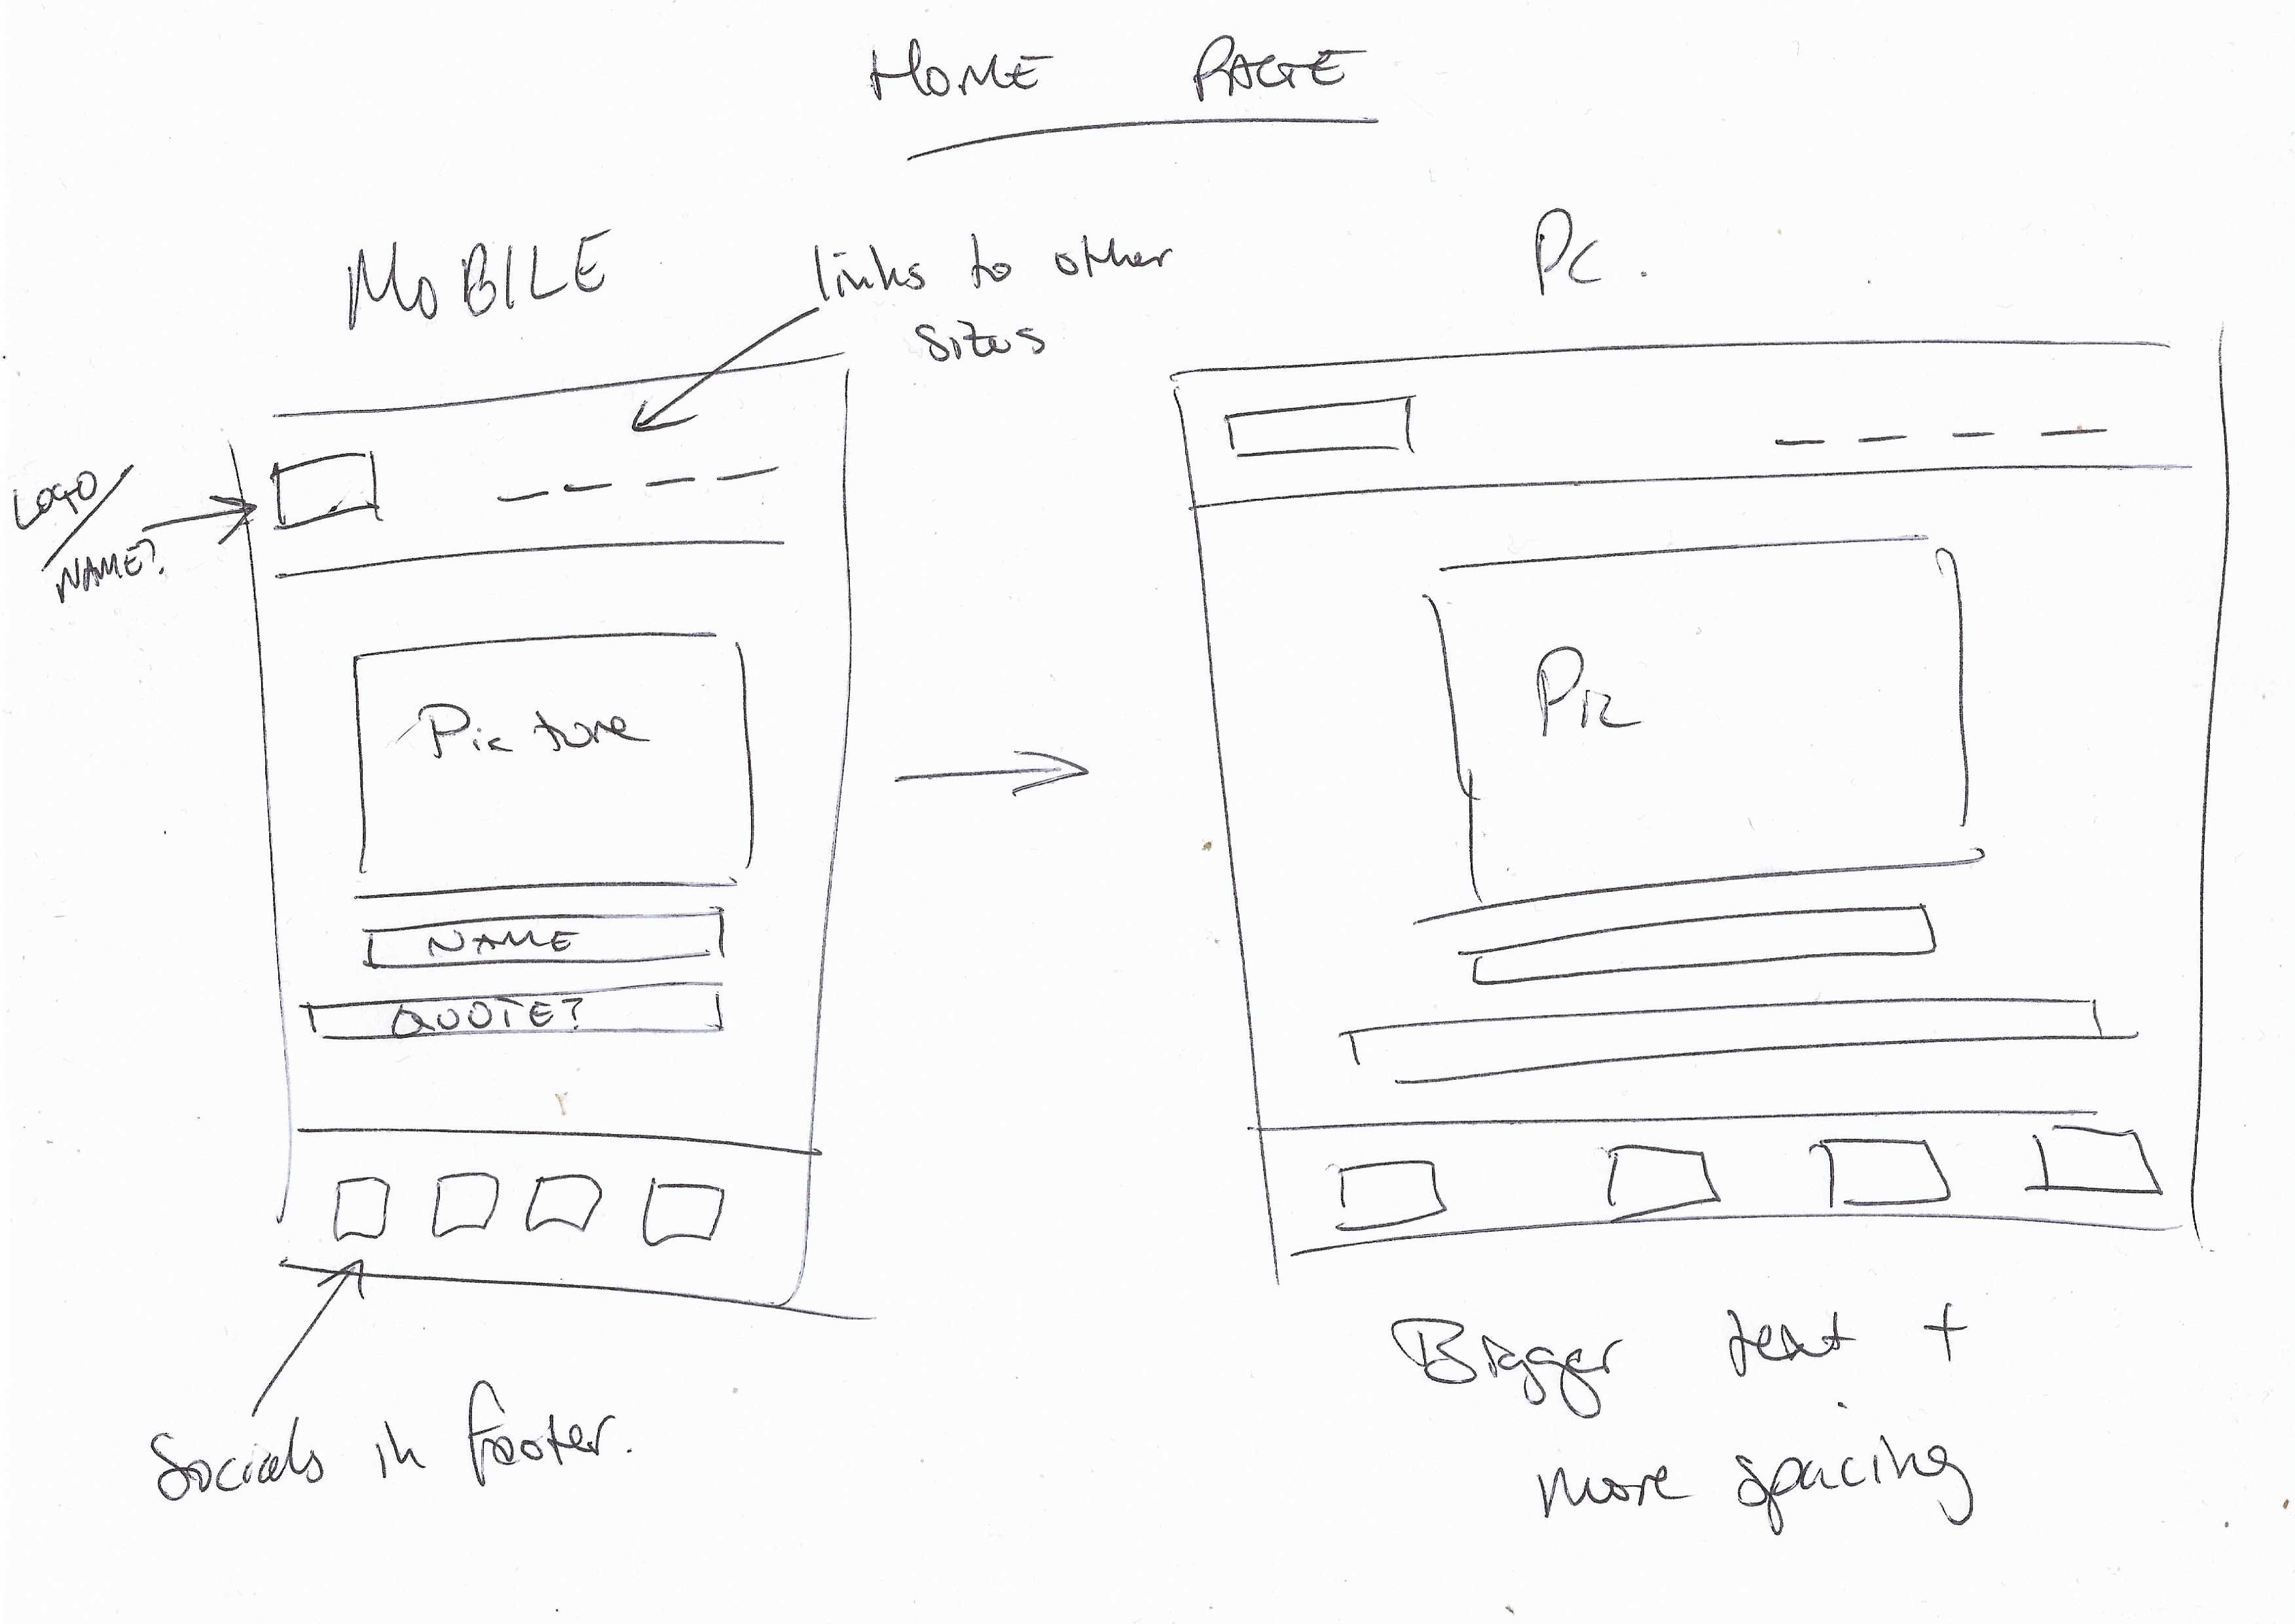 HOME PAGE
MOBILE
links to other
sizes
PC.
LOGO/
NAME?
Picture
Pic
NAME
QUOTE?
Socials in footer.
Bigger text +
more spacing